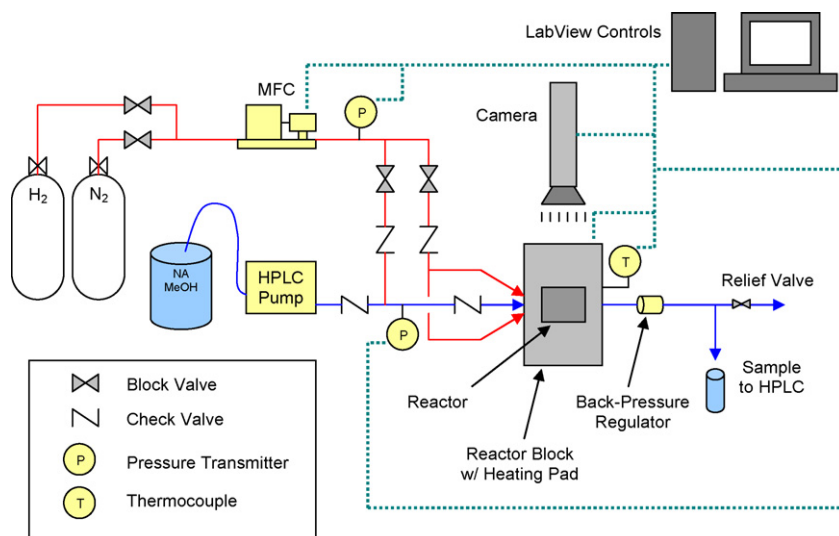 LabView Controls
MFC
P
Camera
H2
N2
NA
MeOH
HPLC
Pump
T
Relief Valve
P
Reactor
Back-Pressure
Regulator
Sample
to HPLC
Reactor Block
w/ Heating Pad
Block Valve
Check Valve
P
Pressure Transmitter
T
Thermocouple